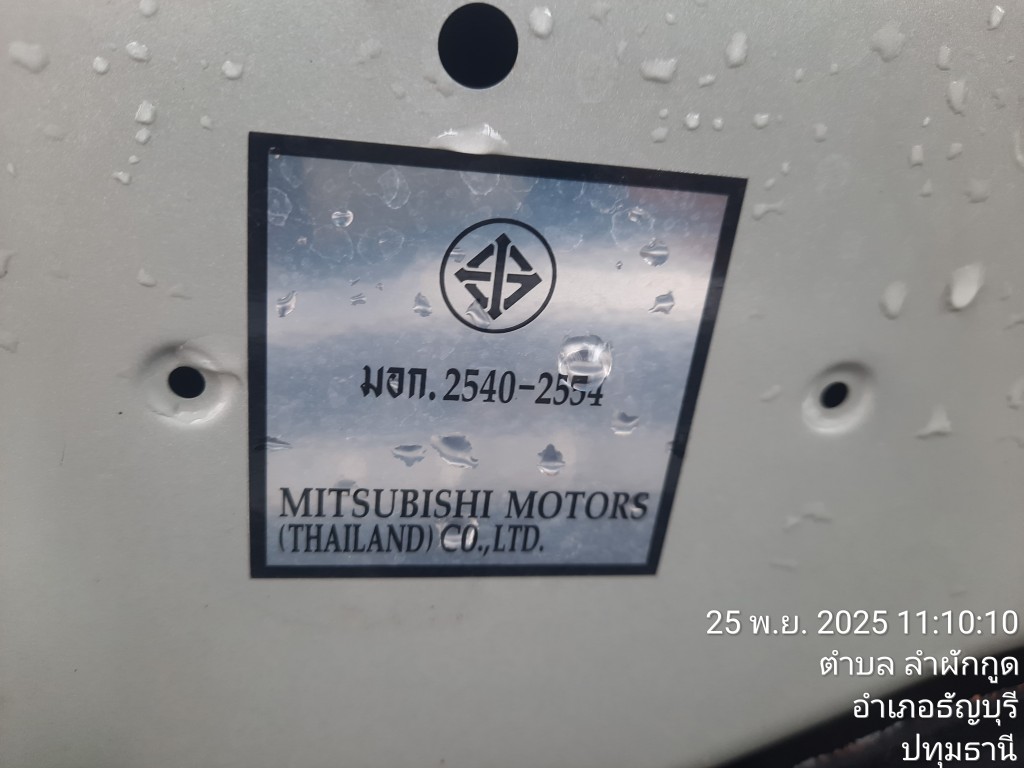 มอก. 2540-2554
MITSUBISHI MOTORS
(THAILAND) CO.,LTD.
25 พ.ย. 2025 11:10:10
ตำบล ลำผักกูด
อำเภอธัญบุรี
ปทุมธานี